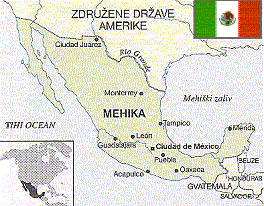 ZDRUŽENE DRŽAVE
AMERIKE
Ciudad Juárez
Rio Grande
Monterrey
Mehiški zaliv
MEHIKA
TIHI OCEAN
Tampico
León
Mérida
Guadalajara
Ciudad de México
Puebla
BELIZE
Acapulco
Oaxaca
HONDURAS
GVATEMALA
SALVADOR